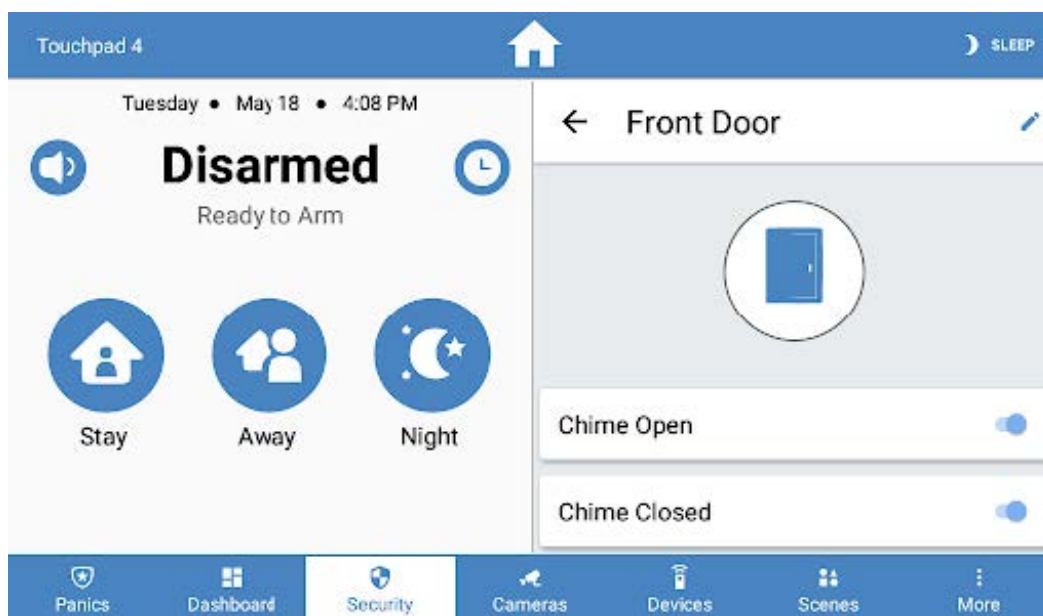 Touchpad 4
SLEEP
Tuesday • May 18 • 4:08 PM
Disarmed
Ready to Arm
Stay
Away
Night
Front Door
Chime Open
Chime Closed
Panics
Dashboard
Security
Cameras
Devices
Scenes
More